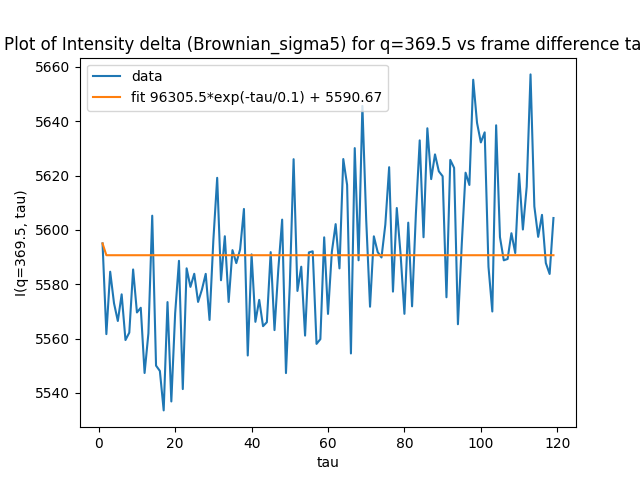 Plot of Intensity delta (Brownian_sigma5) for q=369.5 vs frame difference ta
data
fit 96305.5*exp(-tau/0.1) + 5590.67
I(q=369.5, tau)
5660
5640
5620
5600
5580
5560
5540
0 20 40 60 80 100 120
tau